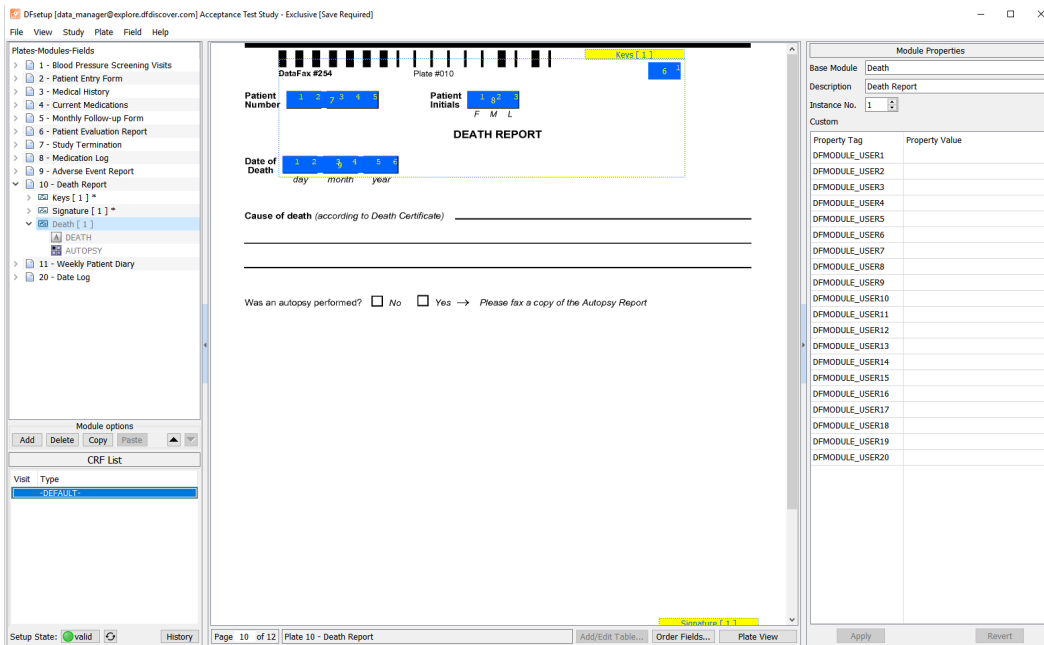 DFsetup [data_manager@explore.dfdiscover.com] Acceptance Test Study - Exclusive [Save Required]
File View Study Plate Field Help
Plates-Modules-Fields
1 - Blood Pressure Screening Visits
2 - Patient Entry Form
3 - Medical History
4 - Current Medications
5 - Monthly Follow-up Form
6 - Patient Evaluation Report
7 - Study Termination
8 - Medication Log
9 - Adverse Event Report
10 - Death Report
Keys [ 1 ] *
Signature [ 1 ] *
Death [ 1 ]
DEATH
AUTOPSY
11 - Weekly Patient Diary
20 - Date Log
Module options
Add Delete Copy Paste
CRF List
Visit Type
-DEFAULT-
Setup State: valid History
Keys [ 1 ]
DataFax #254 Plate #010
6 1
Patient Number 1 2 7 3 4 5 Patient Initials 1 8 2 3
F M L
DEATH REPORT
Date of Death 1 2 3 9 4 5 6
day month year
Cause of death (according to Death Certificate)
Was an autopsy performed? No Yes → Please fax a copy of the Autopsy Report
Signature [ 1 ]
Page 10 of 12 Plate 10 - Death Report Add/Edit Table... Order Fields... Plate View
Module Properties
Base Module Death
Description Death Report
Instance No. 1
Custom
Property Tag Property Value
DFMODULE_USER1
DFMODULE_USER2
DFMODULE_USER3
DFMODULE_USER4
DFMODULE_USER5
DFMODULE_USER6
DFMODULE_USER7
DFMODULE_USER8
DFMODULE_USER9
DFMODULE_USER10
DFMODULE_USER11
DFMODULE_USER12
DFMODULE_USER13
DFMODULE_USER14
DFMODULE_USER15
DFMODULE_USER16
DFMODULE_USER17
DFMODULE_USER18
DFMODULE_USER19
DFMODULE_USER20
Apply Revert